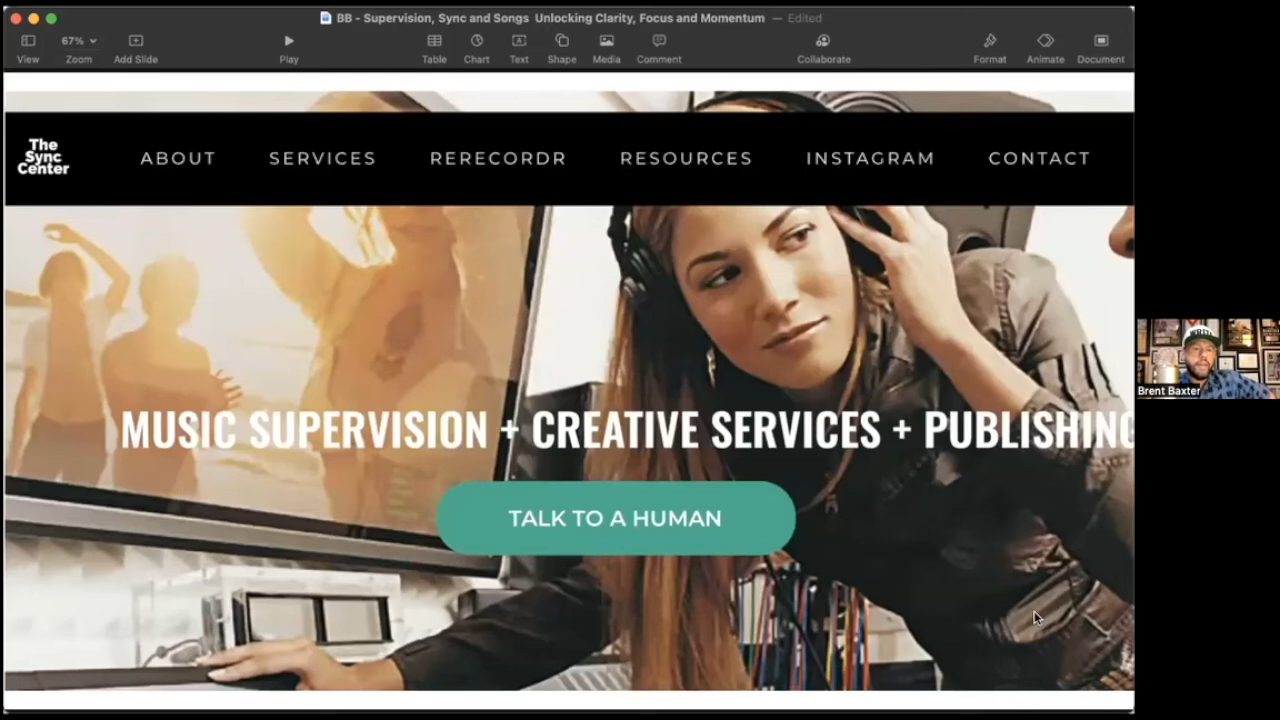 BB - Supervision, Sync and Songs Unlocking Clarity, Focus and Momentum — Edited
67%
View Zoom Add Slide Play Table Chart Text Shape Media Comment Collaborate Format Animate Document
The
Sync
Center
ABOUT SERVICES RERECORDR RESOURCES INSTAGRAM CONTACT
MUSIC SUPERVISION + CREATIVE SERVICES + PUBLISHING
TALK TO A HUMAN
Brent Baxter